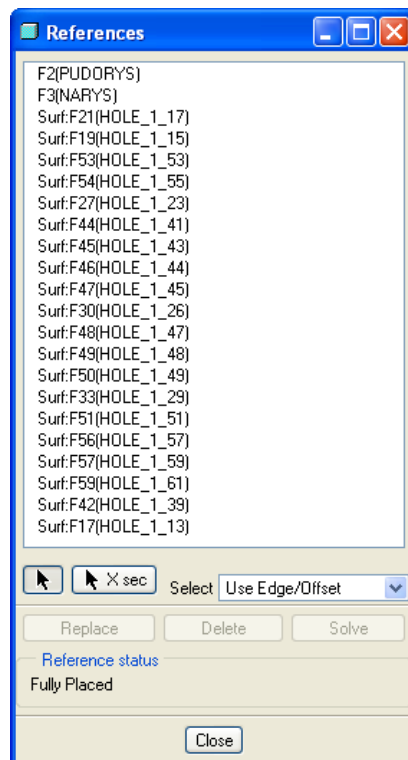 References
F2(PUDORYS)
F3(NARYS)
Surf:F21(HOLE_1_17)
Surf:F19(HOLE_1_15)
Surf:F53(HOLE_1_53)
Surf:F54(HOLE_1_55)
Surf:F27(HOLE_1_23)
Surf:F44(HOLE_1_41)
Surf:F45(HOLE_1_43)
Surf:F46(HOLE_1_44)
Surf:F47(HOLE_1_45)
Surf:F30(HOLE_1_26)
Surf:F48(HOLE_1_47)
Surf:F49(HOLE_1_48)
Surf:F50(HOLE_1_49)
Surf:F33(HOLE_1_29)
Surf:F51(HOLE_1_51)
Surf:F56(HOLE_1_57)
Surf:F57(HOLE_1_59)
Surf:F59(HOLE_1_61)
Surf:F42(HOLE_1_39)
Surf:F17(HOLE_1_13)
X sec Select Use Edge/Offset
Replace Delete Solve
Reference status
Fully Placed
Close